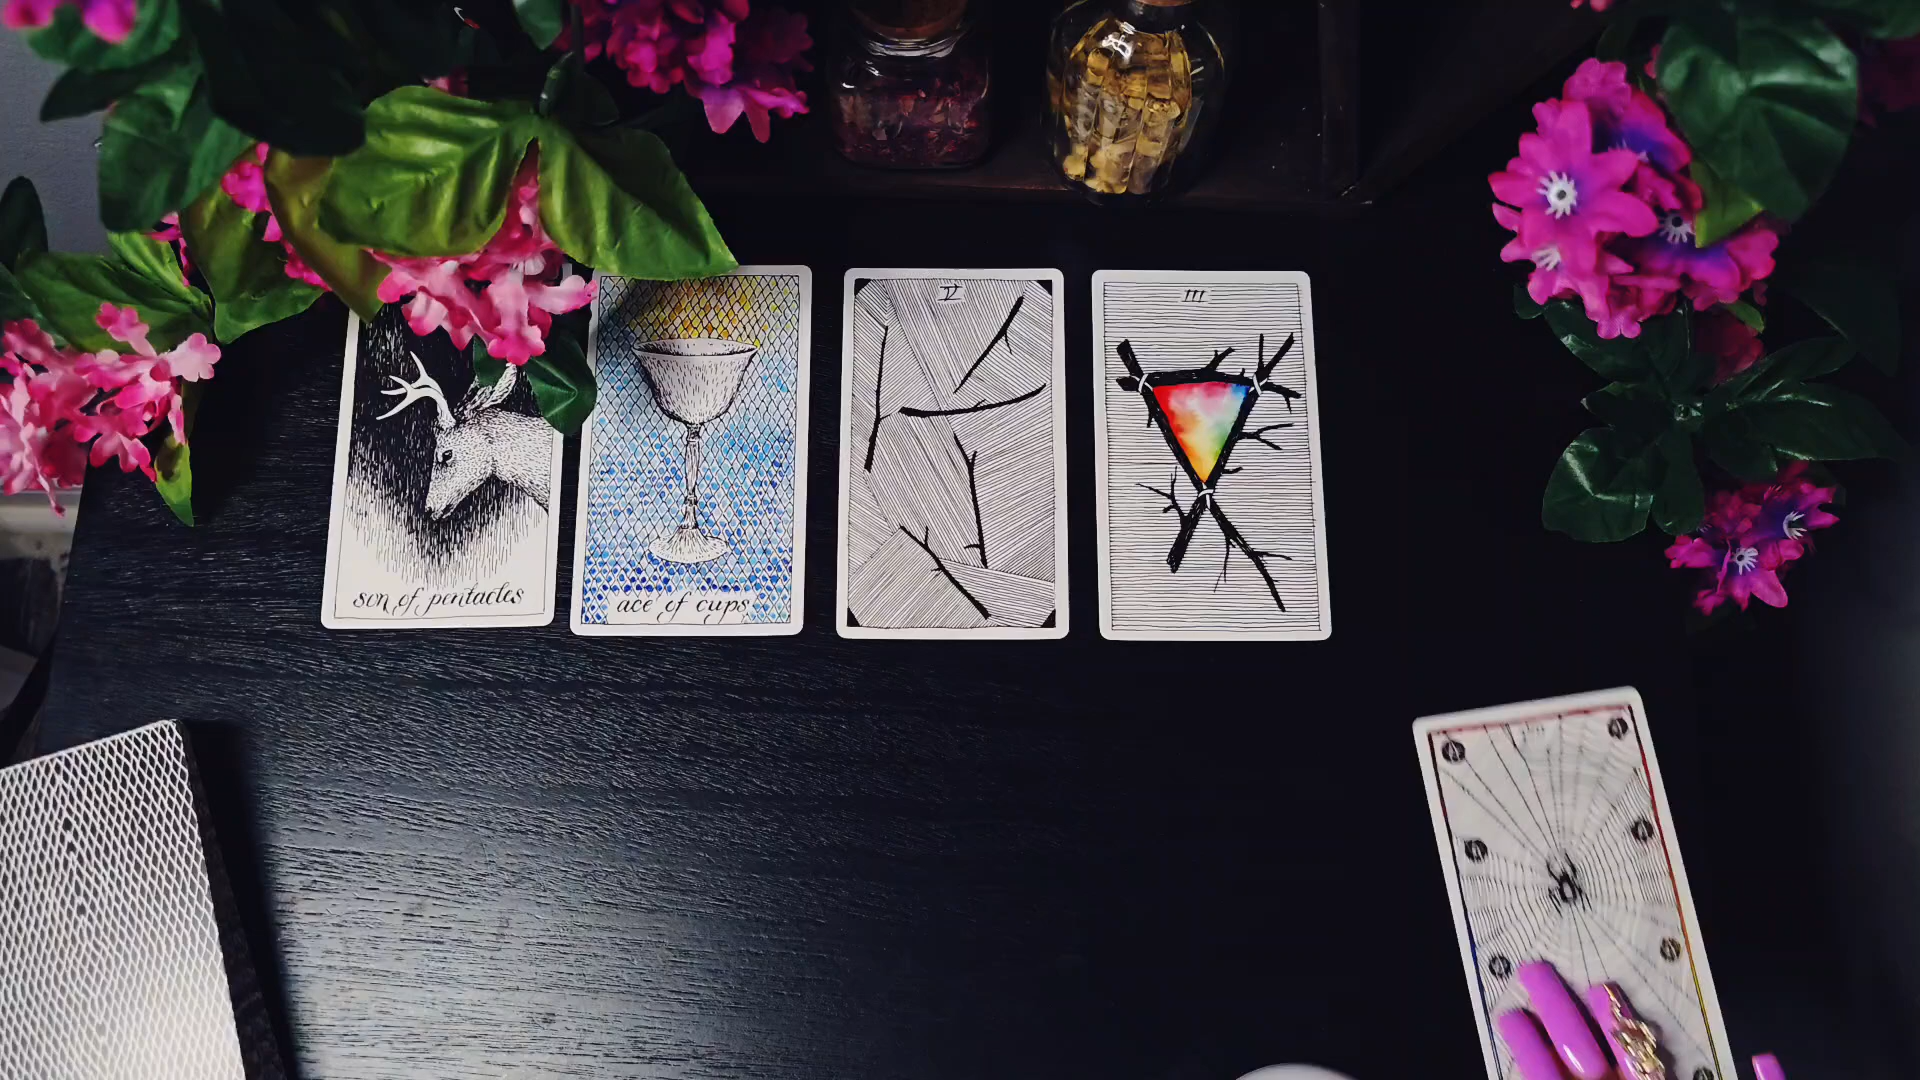 son of pentacles
ace of cups
V
III